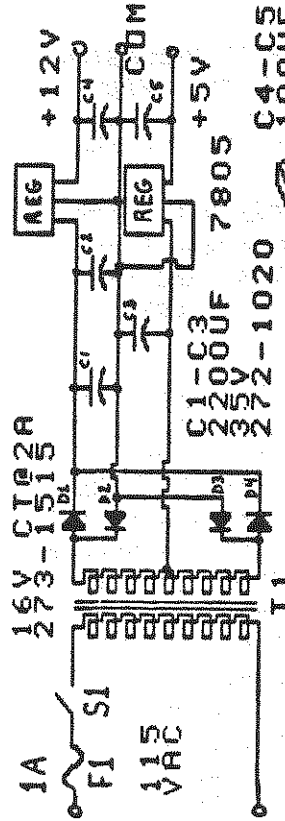 16V CT@2A
273-1515
1A
F1
S1
115
VAC
T1
D1
D2
D3
D4
C1
C2
C3
C4
C5
REG
REG
+12V
COM
+5V
7805
C1-C3
2200UF
35V
272-1020
C4-C5